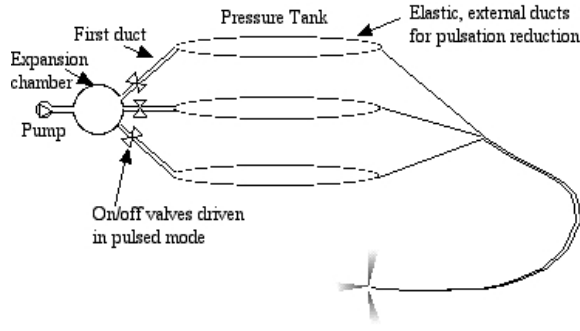 Pressure Tank
Elastic, external ducts
for pulsation reduction
First duct
Expansion
chamber
Pump
On/off valves driven
in pulsed mode